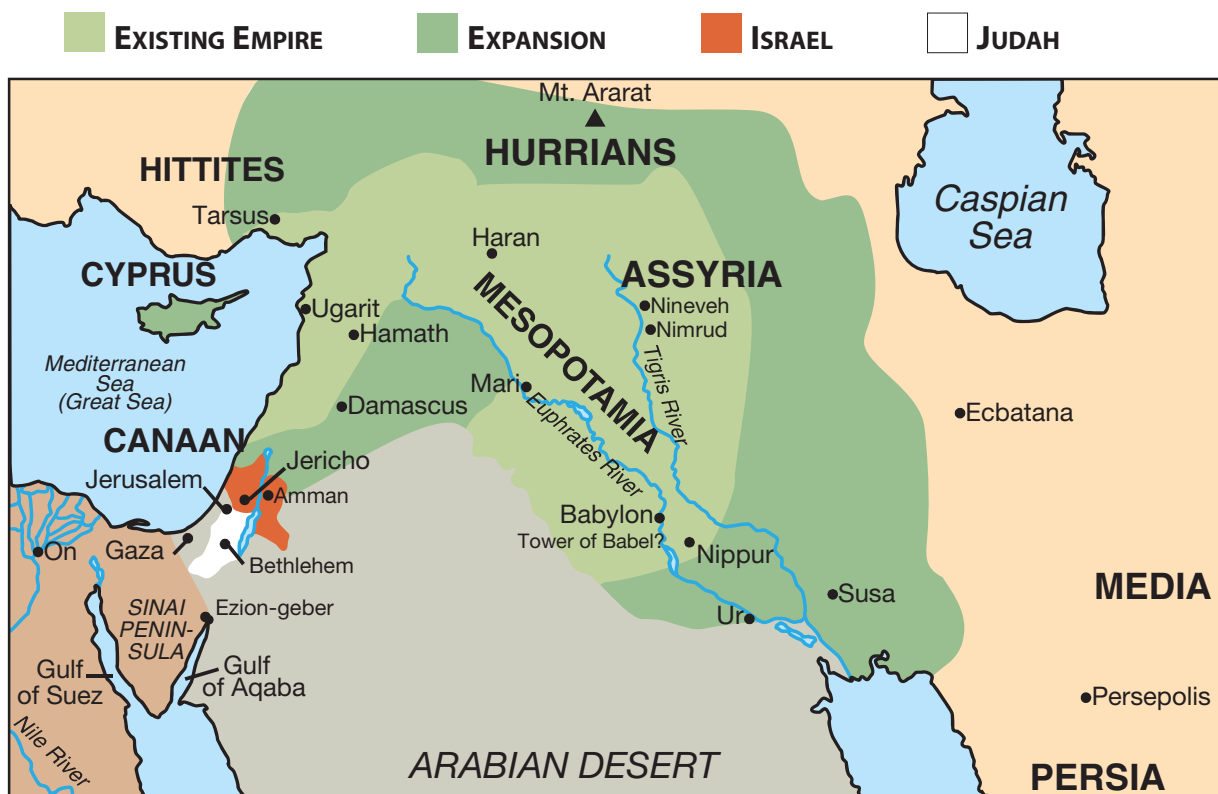 EXISTING EMPIRE
EXPANSION
ISRAEL
JUDAH
Mt. Ararat
HURRIANS
HITTITES
Tarsus
Caspian
Sea
Haran
CYPRUS
ASSYRIA
MESOPOTAMIA
Nineveh
Ugarit
Nimrud
Hamath
Mediterranean
Sea
(Great Sea)
Tigris River
Mari
Euphrates River
Damascus
Ecbatana
CANAAN
Jericho
Jerusalem
Amman
Babylon
Tower of Babel?
On
Gaza
Nippur
Bethlehem
MEDIA
Susa
Ezion-geber
SINAI
PENIN-
SULA
Ur
Gulf
of Suez
Gulf
of Aqaba
Persepolis
Nile River
ARABIAN DESERT
PERSIA